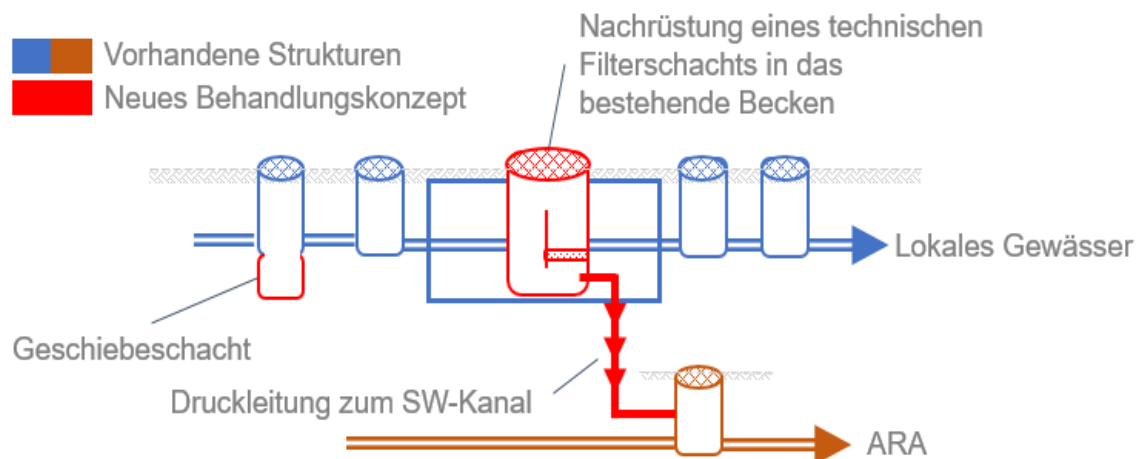 Vorhandene Strukturen
Neues Behandlungskonzept
Nachrüstung eines technischen
Filterschachts in das
bestehende Becken
Lokales Gewässer
Geschiebeschacht
Druckleitung zum SW-Kanal
ARA